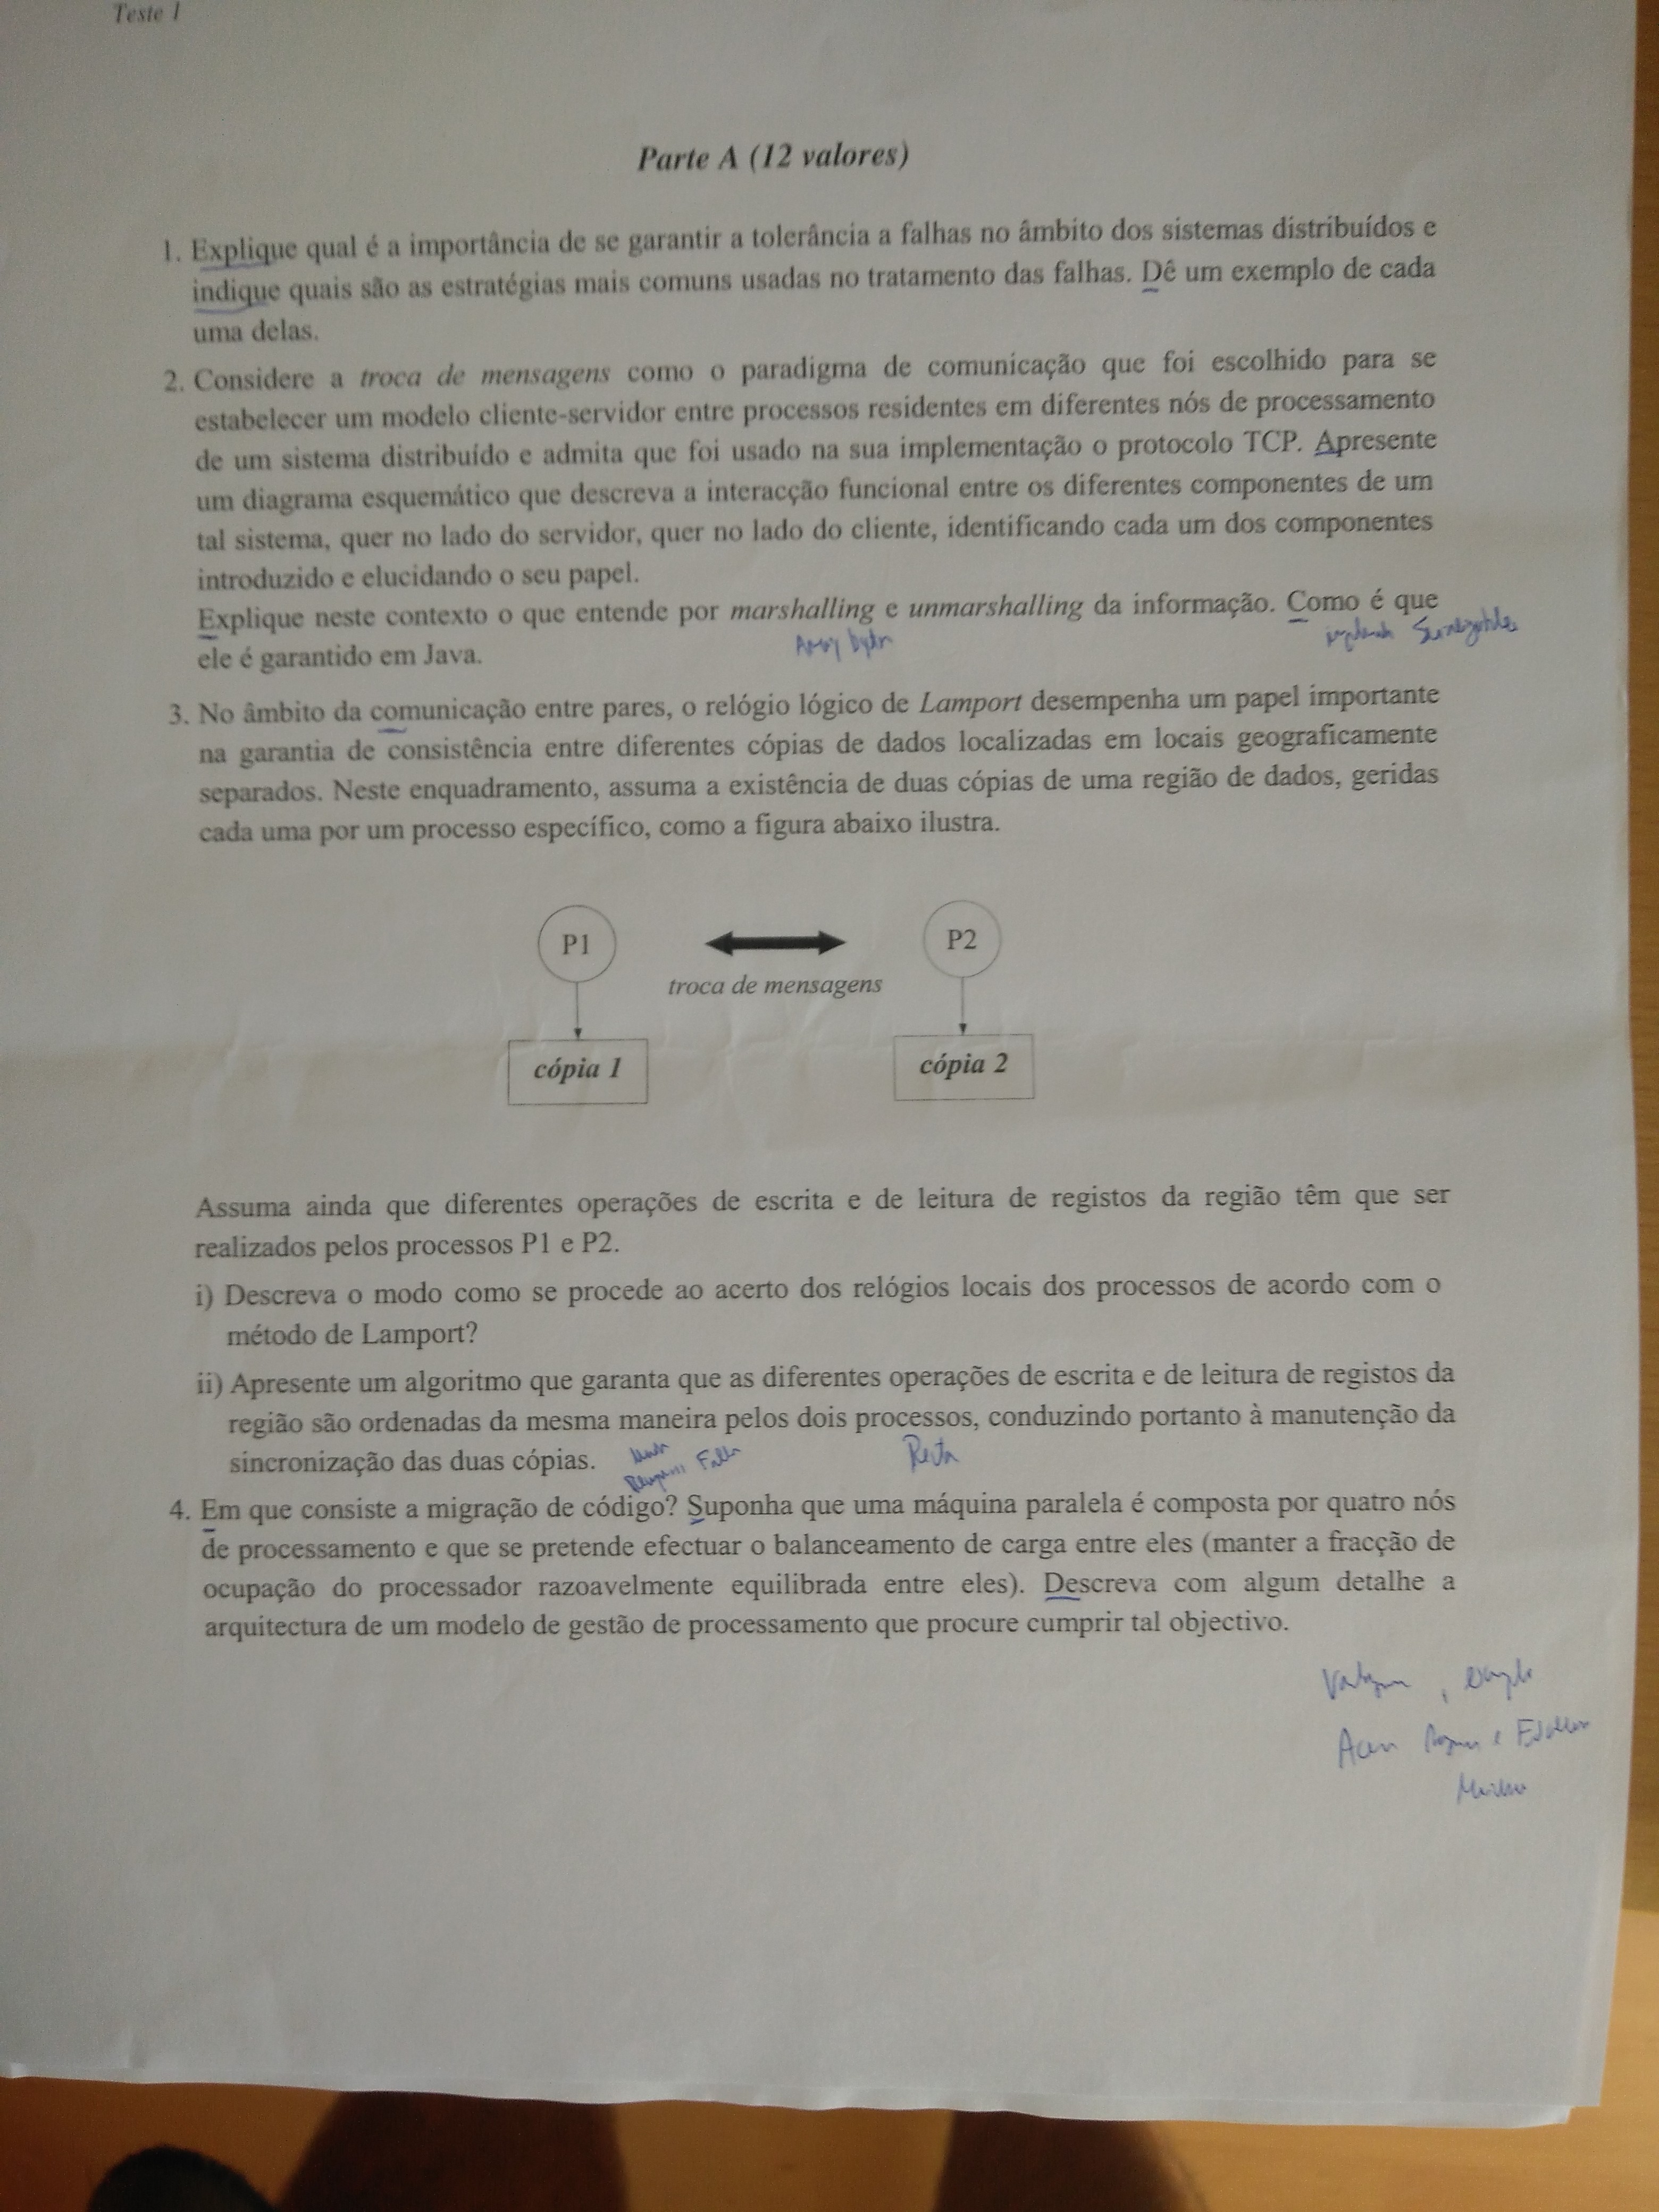 Teste 1
Parte A (12 valores)
1. Explique qual é a importância de se garantir a tolerância a falhas no âmbito dos sistemas distribuídos e
indique quais são as estratégias mais comuns usadas no tratamento das falhas. Dê um exemplo de cada
uma delas.
2. Considere a troca de mensagens como o paradigma de comunicação que foi escolhido para se
estabelecer um modelo cliente-servidor entre processos residentes em diferentes nós de processamento
de um sistema distribuído e admita que foi usado na sua implementação o protocolo TCP. Apresente
um diagrama esquemático que descreva a interacção funcional entre os diferentes componentes de um
tal sistema, quer no lado do servidor, quer no lado do cliente, identificando cada um dos componentes
introduzido e elucidando o seu papel.
Explique neste contexto o que entende por marshalling e unmarshalling da informação. Como é que
ele é garantido em Java.
3. No âmbito da comunicação entre pares, o relógio lógico de Lamport desempenha um papel importante
na garantia de consistência entre diferentes cópias de dados localizadas em locais geograficamente
separados. Neste enquadramento, assuma a existência de duas cópias de uma região de dados, geridas
cada uma por um processo específico, como a figura abaixo ilustra.
P1
P2
troca de mensagens
cópia 1
cópia 2
Assuma ainda que diferentes operações de escrita e de leitura de registos da região têm que ser
realizados pelos processos P1 e P2.
i) Descreva o modo como se procede ao acerto dos relógios locais dos processos de acordo com o
método de Lamport?
ii) Apresente um algoritmo que garanta que as diferentes operações de escrita e de leitura de registos da
região são ordenadas da mesma maneira pelos dois processos, conduzindo portanto à manutenção da
sincronização das duas cópias.
4. Em que consiste a migração de código? Suponha que uma máquina paralela é composta por quatro nós
de processamento e que se pretende efectuar o balanceamento de carga entre eles (manter a fracção de
ocupação do processador razoavelmente equilibrada entre eles). Descreva com algum detalhe a
arquitectura de um modelo de gestão de processamento que procure cumprir tal objectivo.